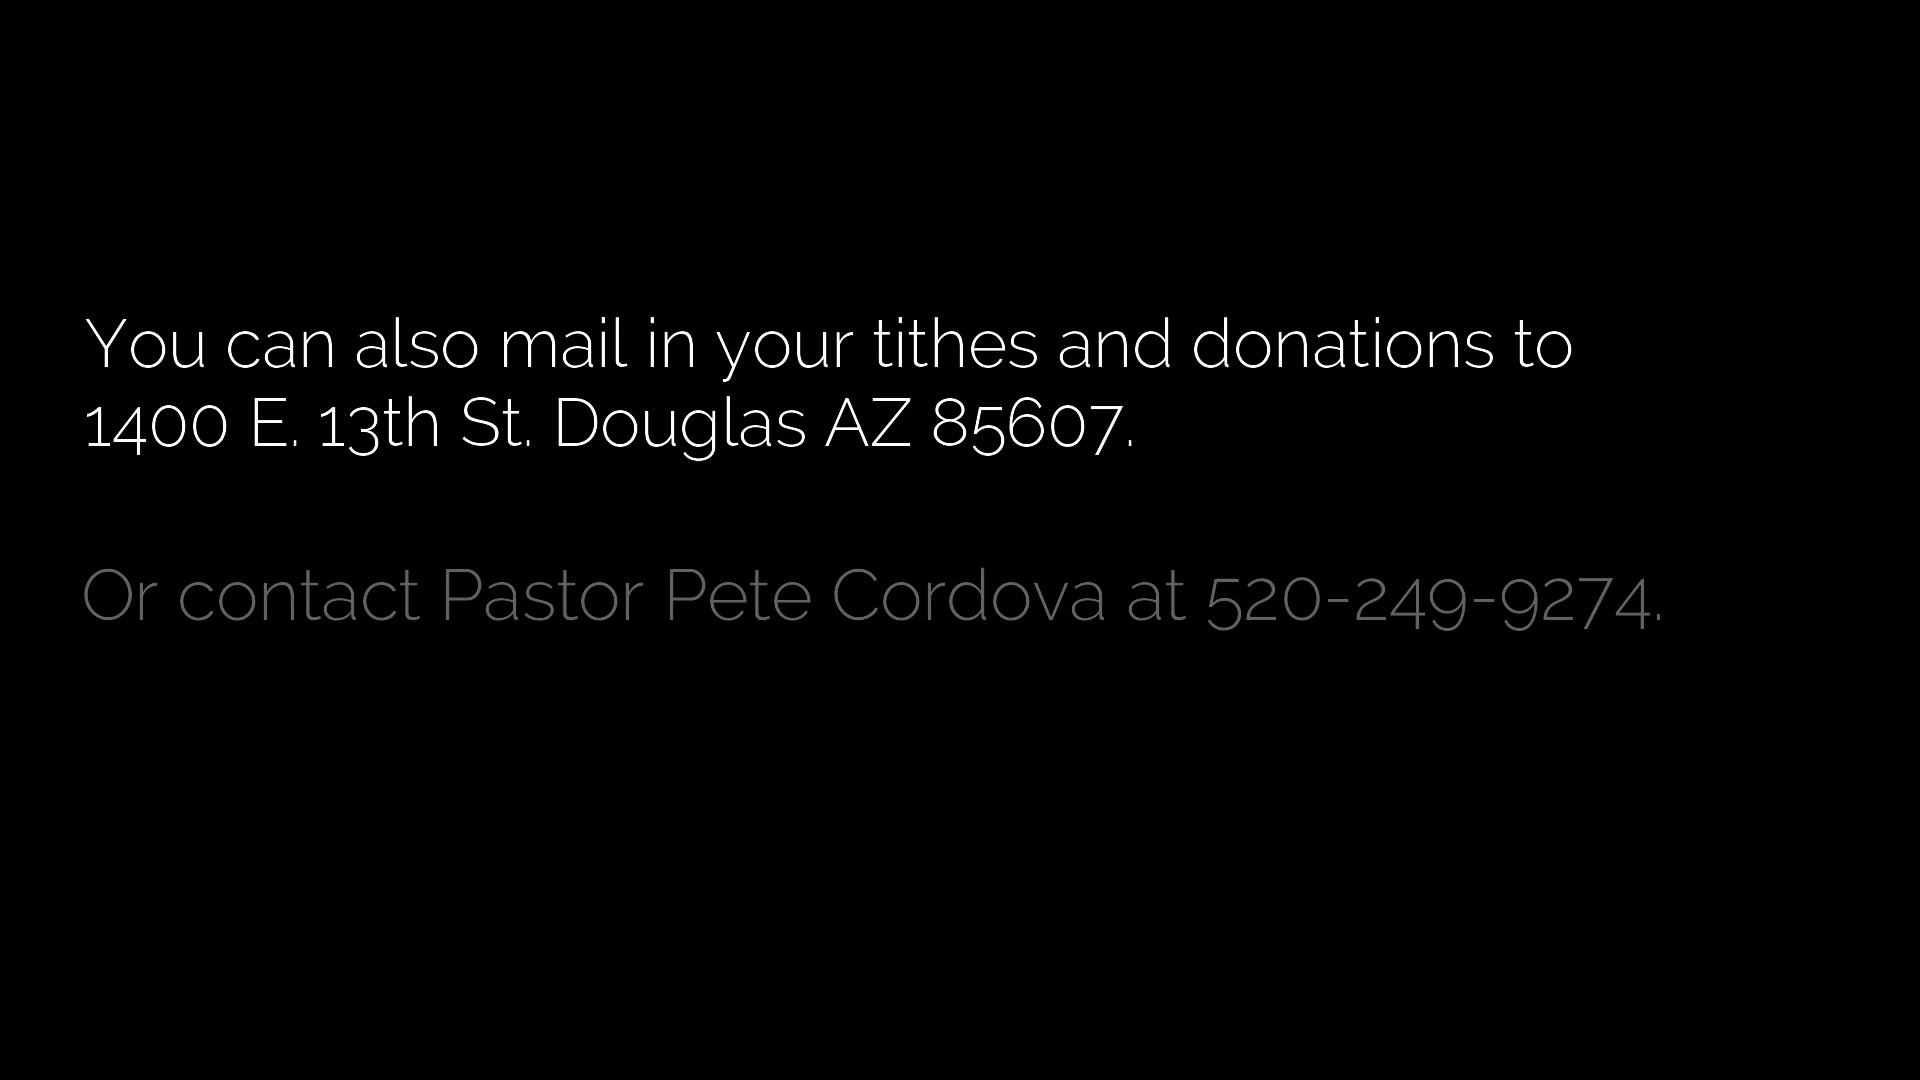 You can also mail in your tithes and donations to
1400 E. 13th St. Douglas AZ 85607.
Or contact Pastor Pete Cordova at 520-249-9274.